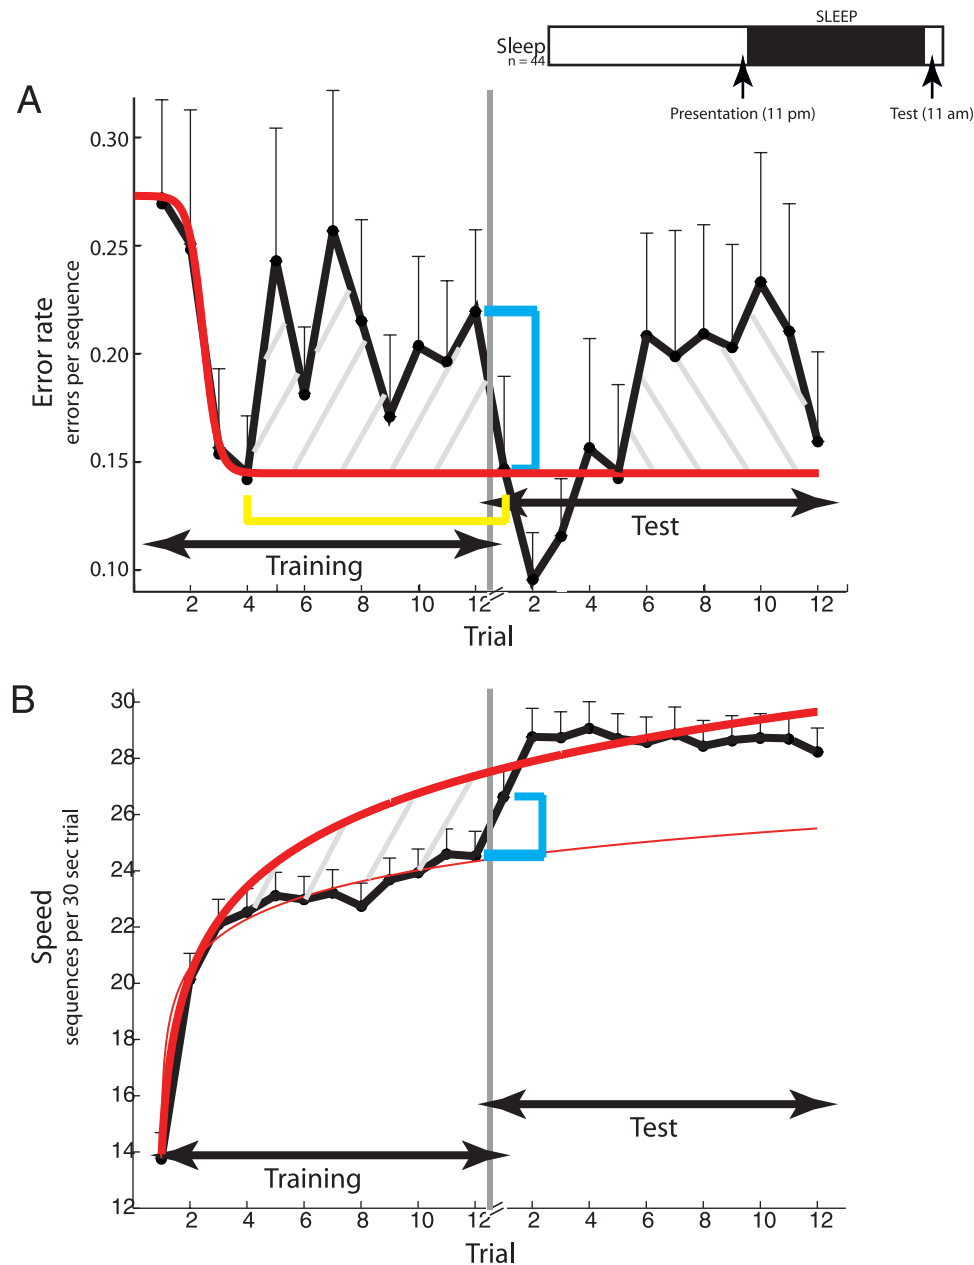 SLEEP
Sleep
n = 44
Presentation (11 pm)
Test (11 am)
A
0.30
0.25
0.20
0.15
0.10
Error rate
errors per sequence
Training
Test
2 4 6 8 10 12 2 4 6 8 10 12
Trial
B
30
28
26
24
22
20
18
16
14
12
Speed
sequences per 30 sec trial
Test
Training
2 4 6 8 10 12 2 4 6 8 10 12
Trial